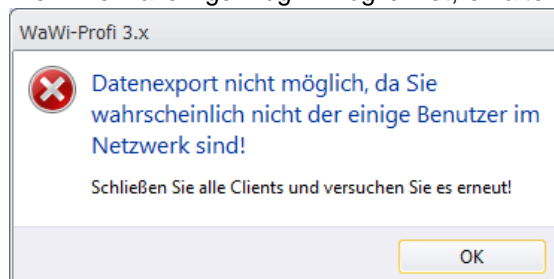 WaWi-Profi 3.x
Datenexport nicht möglich, da Sie
wahrscheinlich nicht der einige Benutzer im
Netzwerk sind!
Schließen Sie alle Clients und versuchen Sie es erneut!
OK